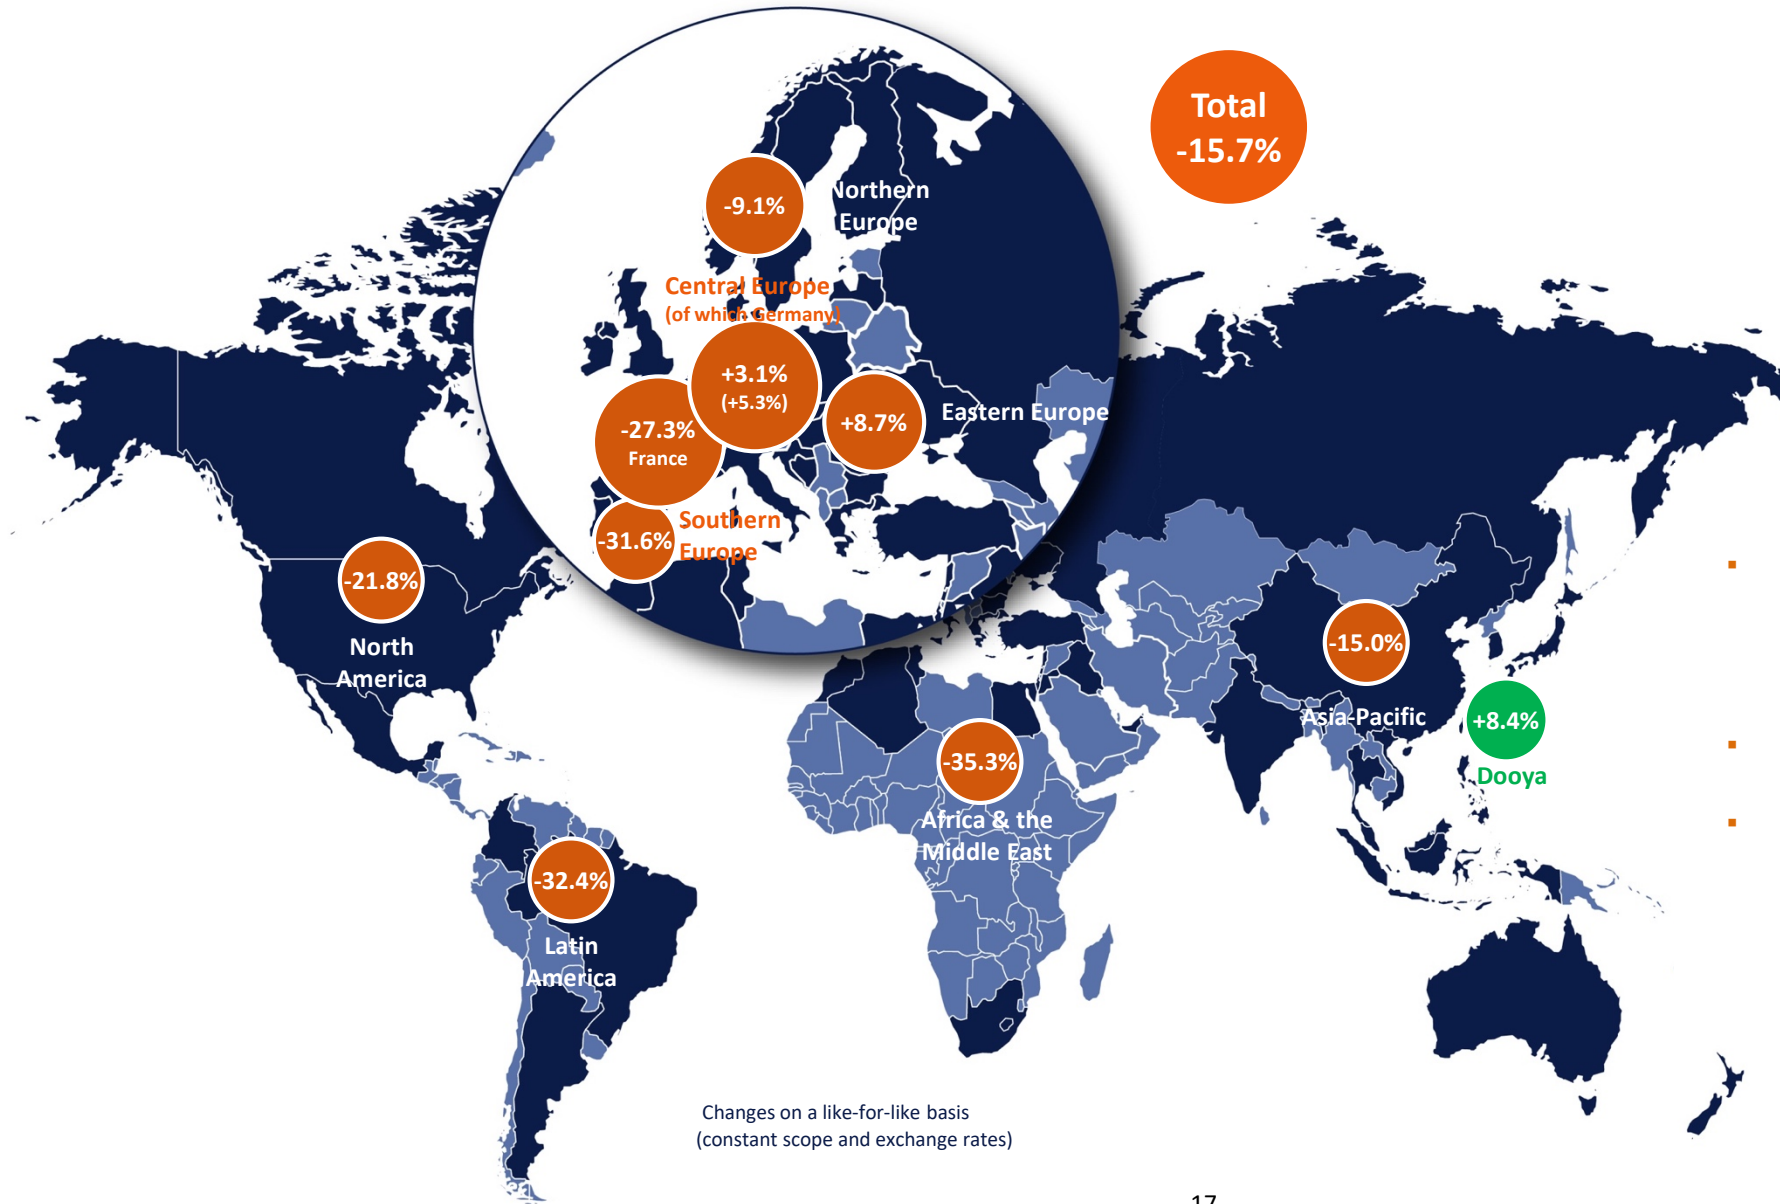 Total
-15.7%
-9.1%
Northern
Europe
Central Europe
(of which Germany)
+3.1%
(+5.3%)
-27.3%
France
+8.7%
Eastern Europe
-31.6%
Southern
Europe
-21.8%
North
America
-15.0%
Asia-Pacific
+8.4%
Dooya
-35.3%
Africa & the
Middle East
-32.4%
Latin
America
Changes on a like-for-like basis
(constant scope and exchange rates)
17